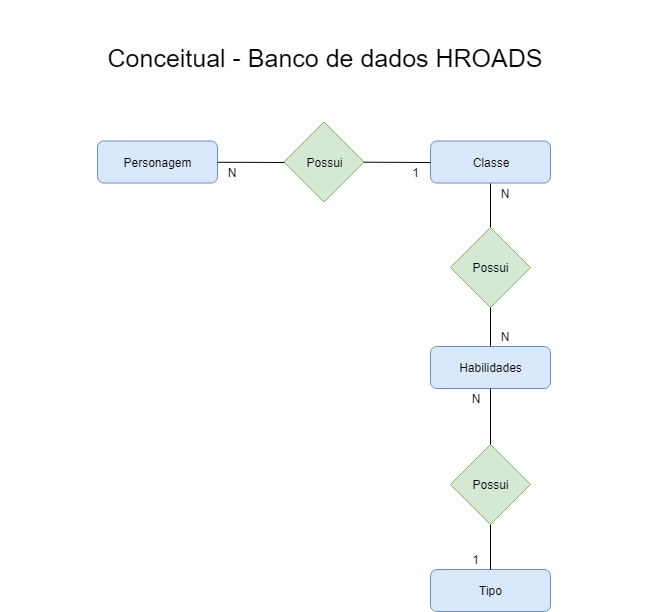 Conceitual - Banco de dados HROADS
Personagem
N
Possui
1
Classe
N
Possui
N
Habilidades
N
Possui
1
Tipo